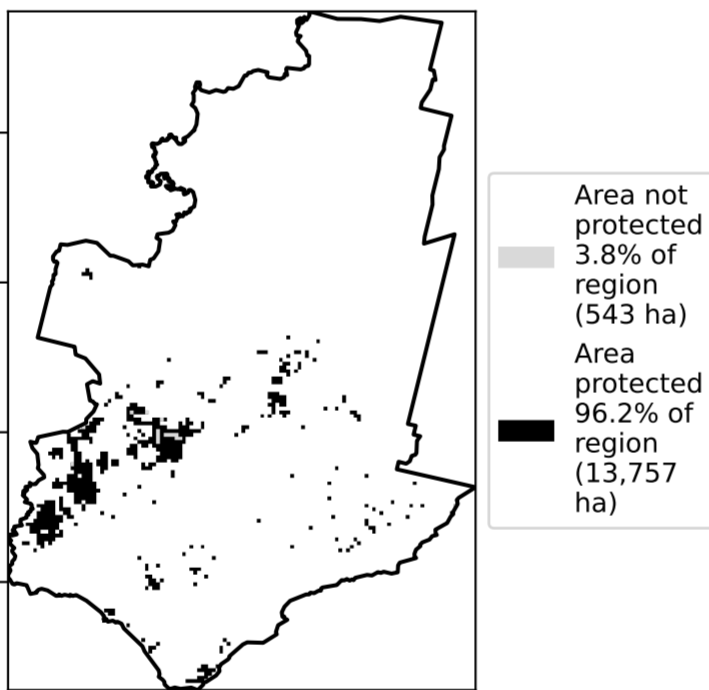 Area not
protected
3.8% of
region
(543 ha)
Area
protected
96.2% of
region
(13,757
ha)